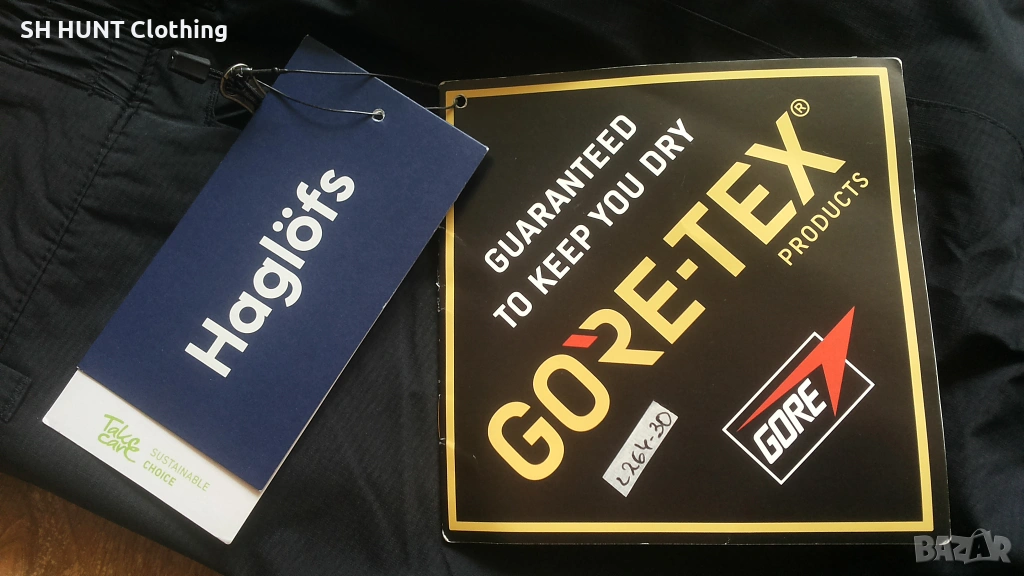 SH HUNT Clothing
Haglöfs
Take
care
SUSTAINABLE
CHOICE
GUARANTEED
TO KEEP YOU DRY
GORE-TEX®
PRODUCTS
GORE
2264-30
BAZAR